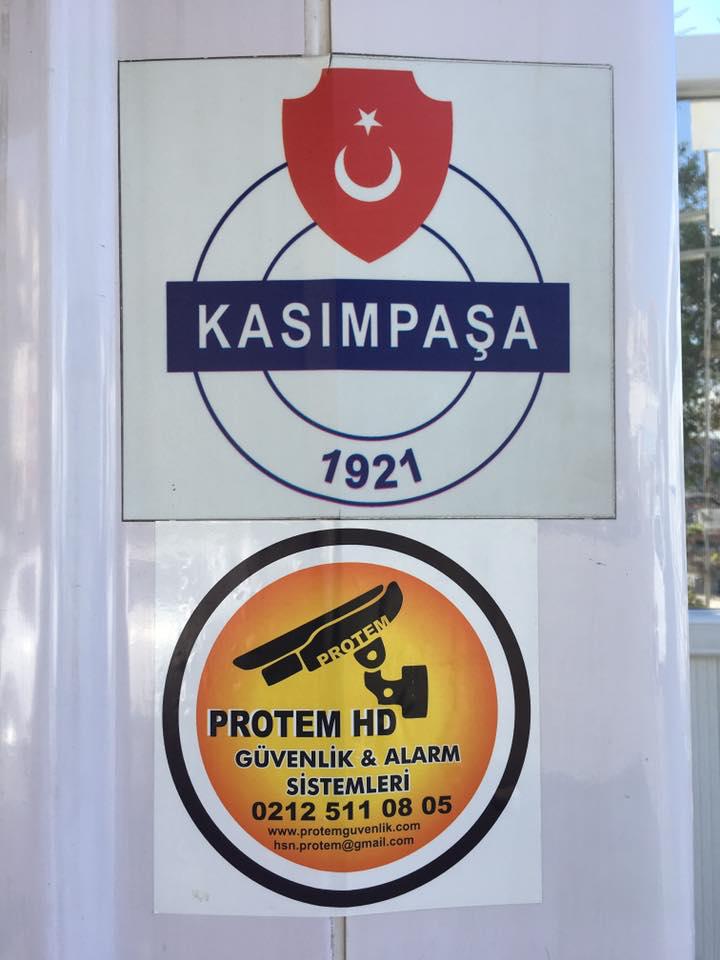 KASIMPAŞA
1921
PROTEM
PROTEM HD
GÜVENLİK & ALARM
SİSTEMLERİ
0212 511 08 05
www.protemguvenlik.com
hsn.protem@gmail.com